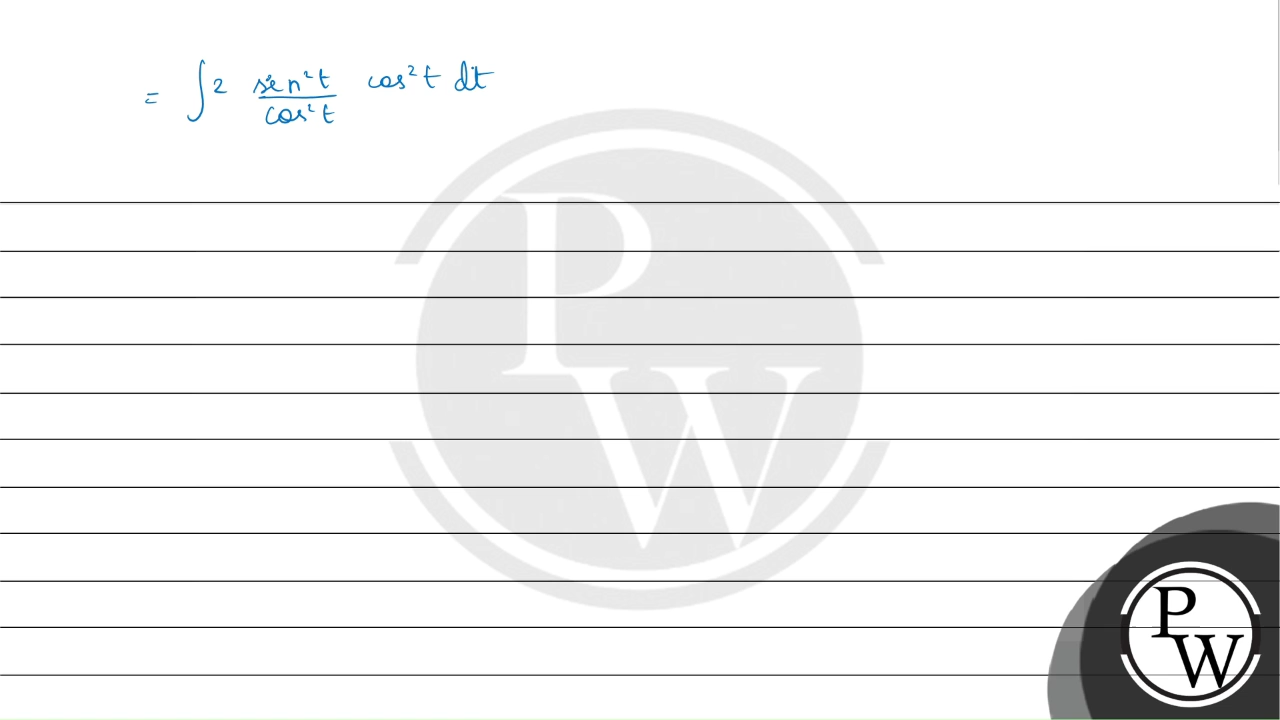 = ∫ 2 sin²t/cos²t cos²t dt
P
W
P
W